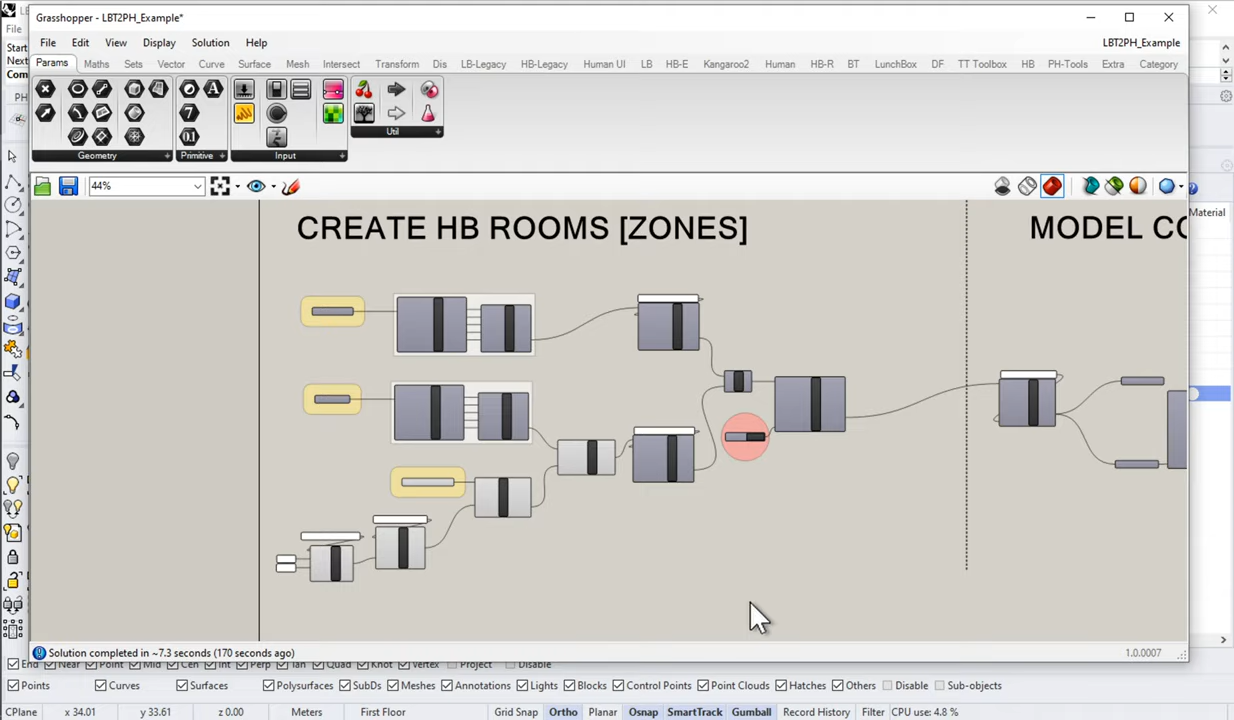 Grasshopper - LBT2PH_Example*
File Edit View Display Solution Help
LBT2PH_Example
Params Maths Sets Vector Curve Surface Mesh Intersect Transform Dis LB-Legacy HB-Legacy Human UI LB HB-E Kangaroo2 Human HB-R BT LunchBox DF TT Toolbox HB PH-Tools Extra Category
Geometry Primitive Input Util
44%
CREATE HB ROOMS [ZONES]
MODEL CO
Solution completed in ~7.3 seconds (170 seconds ago)
1.0.0007
File
Start
Next
Com
PH
Material
End Near Point Mid Cen Int Perp Tan Quad Knot Vertex Project Disable
Points Curves Surfaces Polysurfaces SubDs Meshes Annotations Lights Blocks Control Points Point Clouds Hatches Others Disable Sub-objects
CPlane x 34.01 y 33.61 z 0.00 Meters First Floor Grid Snap Ortho Planar Osnap SmartTrack Gumball Record History Filter CPU use: 4.8 %